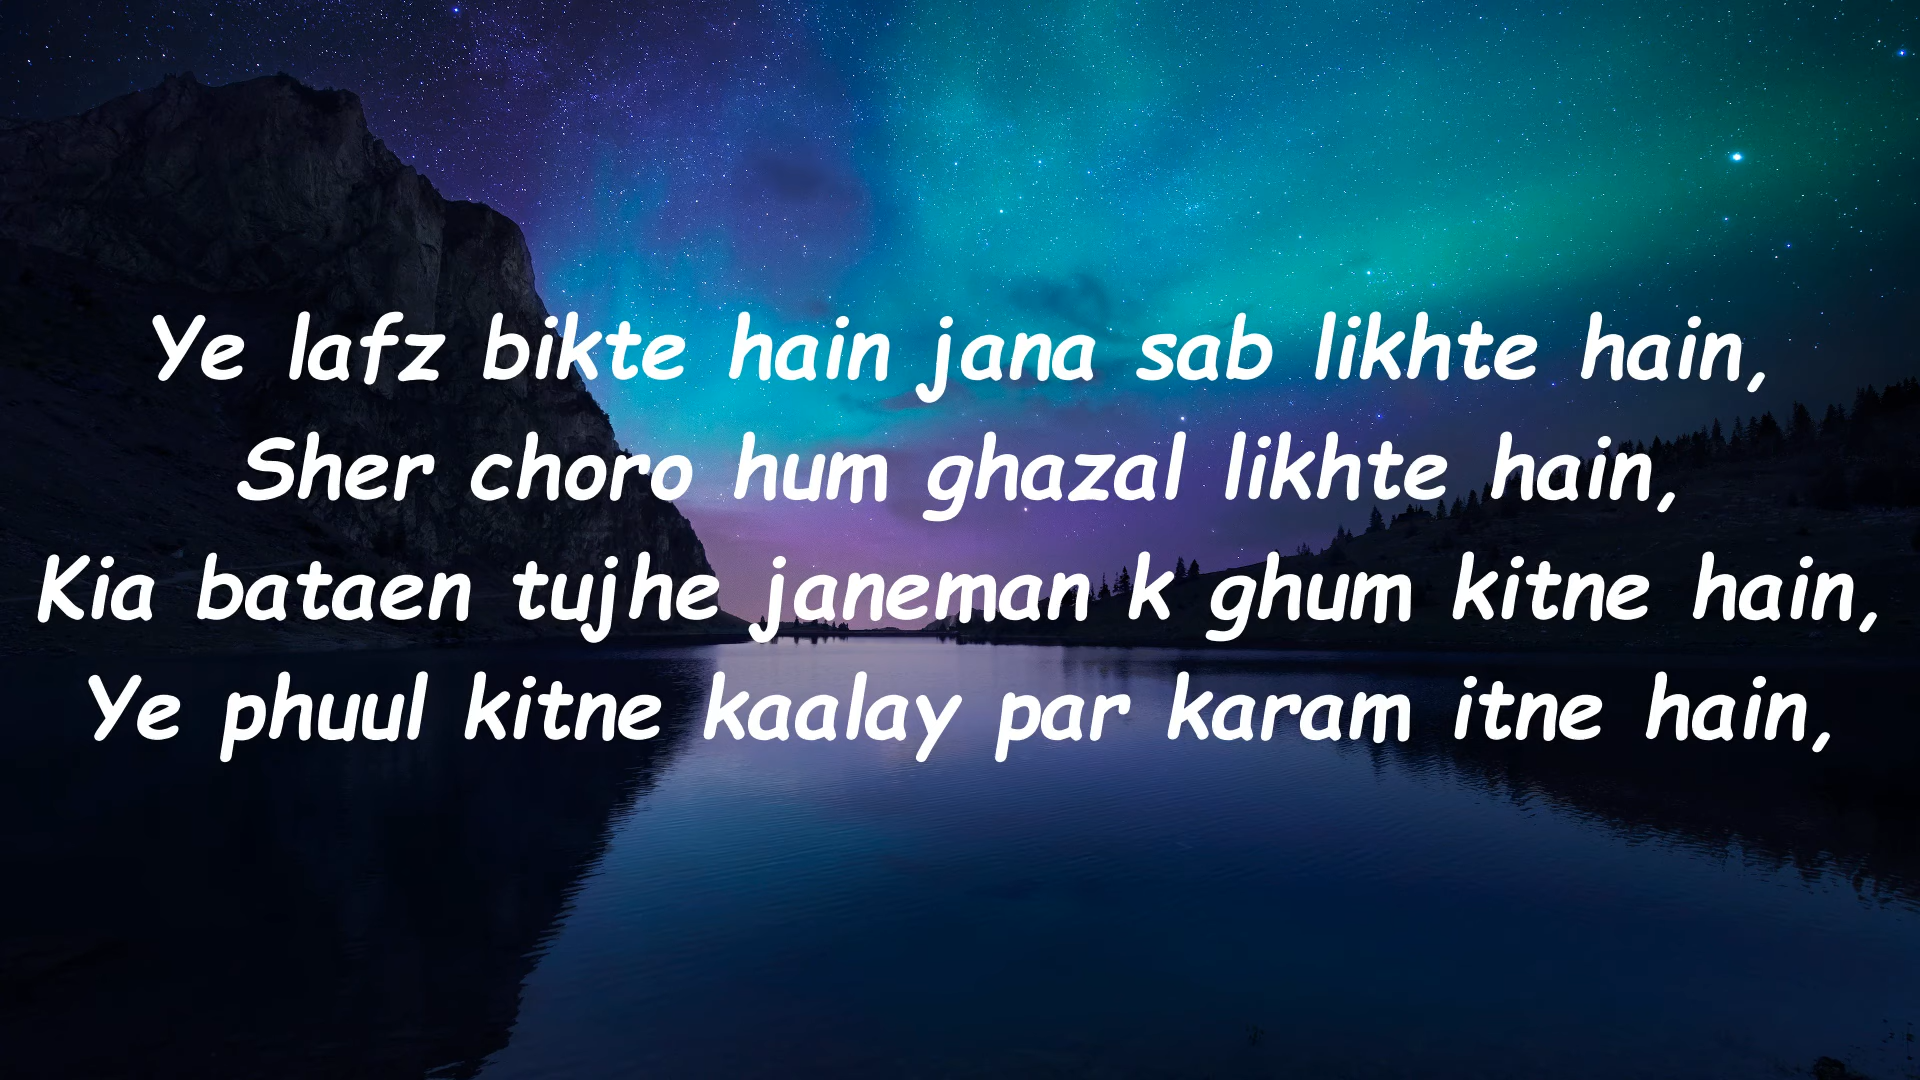 Ye lafz bikte hain jana sab likhte hain,
Sher choro hum ghazal likhte hain,
Kia bataen tujhe janeman k ghum kitne hain,
Ye phuul kitne kaalay par karam itne hain,